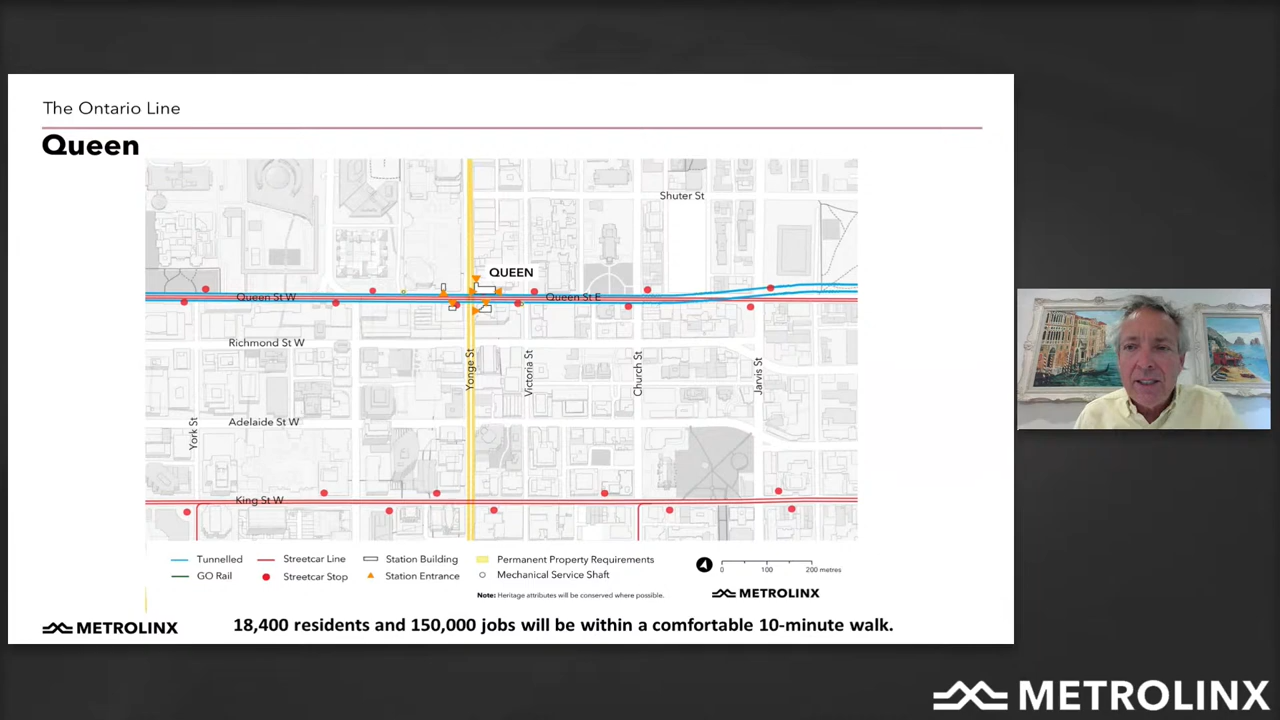 The Ontario Line
Queen
Shuter St
QUEEN
Queen St W
Queen St E
Richmond St W
Yonge St
Victoria St
Church St
Jarvis St
York St
Adelaide St W
King St W
Tunnelled
Streetcar Line
Station Building
Permanent Property Requirements
GO Rail
Streetcar Stop
Station Entrance
Mechanical Service Shaft
0 100 200 metres
Note: Heritage attributes will be conserved where possible.
METROLINX
METROLINX
18,400 residents and 150,000 jobs will be within a comfortable 10-minute walk.
METROLINX